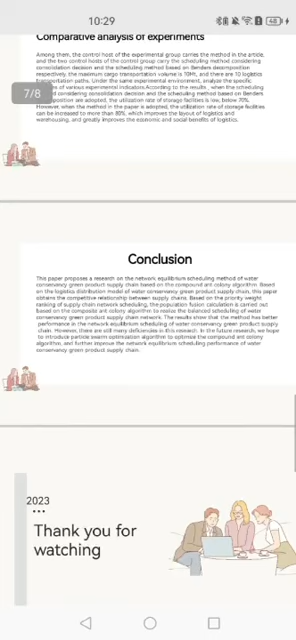 10:29
48
Comparative analysis of experiments
Among them, the control host of the experimental group carries the method in the article,
and the two control hosts of the control group carry the scheduling method considering
consolidation decision and the scheduling method based on Benders decomposition
respectively, the maximum cargo transportation volume is 10Mt, and there are 10 logistics
transportation paths. Under the same experimental environment, analyze the specific
of various experimental indicators.According to the results , when the scheduling
7/8
considering consolidation decision and the scheduling method based on Benders
position are adopted, the utilization rate of storage facilities is low, below 70%.
However, when the method in the paper is adopted, the utilization rate of storage facilities
can be increased to more than 80%, which improves the layout of logistics and
warehousing, and greatly improves the economic and social benefits of logistics.
Conclusion
This paper proposes a research on the network equilibrium scheduling method of water
conservancy green product supply chain based on the compound ant colony algorithm. Based
on the logistics distribution model of water conservancy green product supply chain, this paper
obtains the competitive relationship between supply chains. Based on the priority weight
ranking of supply chain network scheduling, the population fusion calculation is carried out
based on the composite ant colony algorithm to realize the balanced scheduling of water
conservancy green product supply chain network. The results show that the method has better
performance in the network equilibrium scheduling of water conservancy green product supply
chain. However, there are still many deficiencies in this research. In the future research, we hope
to introduce particle swarm optimization algorithm to optimize the compound ant colony
algorithm, and further improve the network equilibrium scheduling performance of water
conservancy green product supply chain.
2023
Thank you for
watching